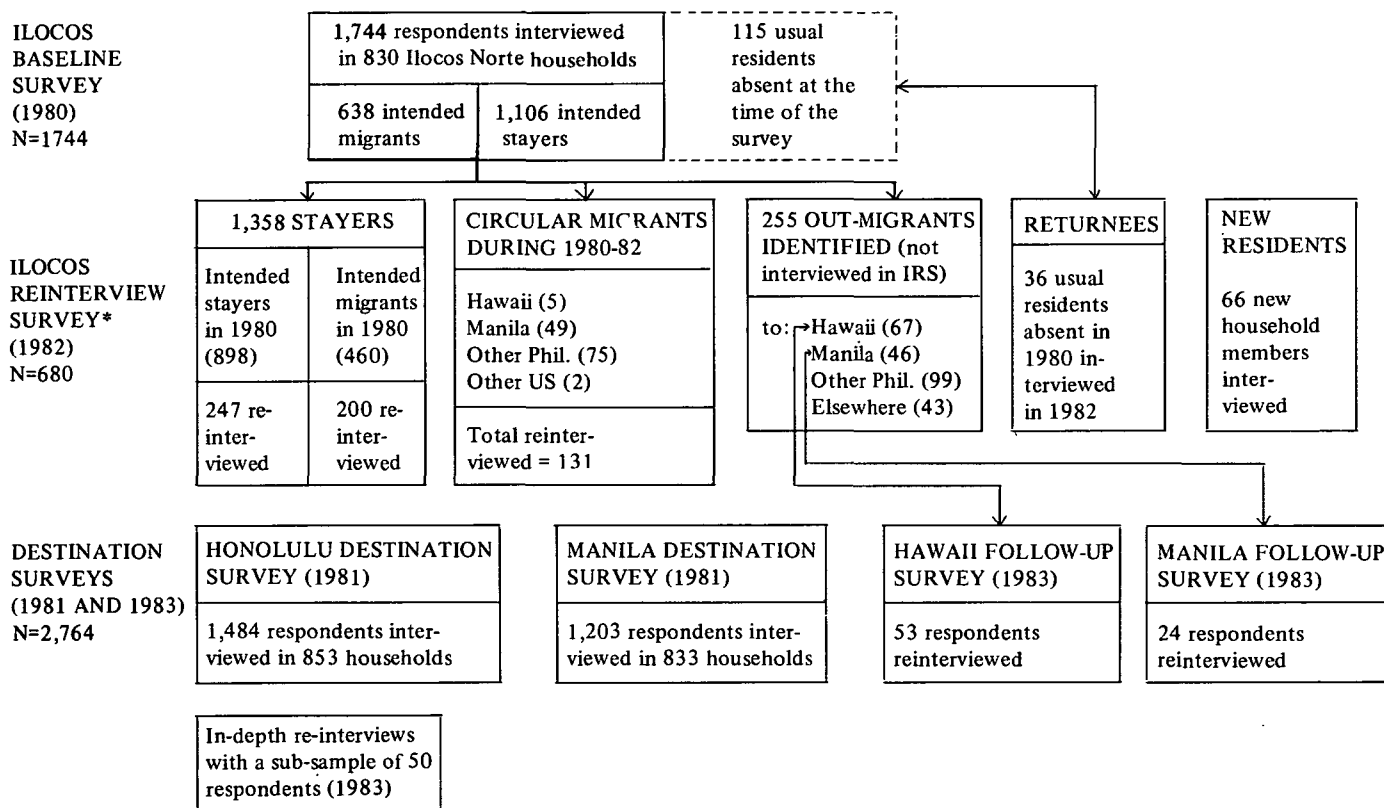 ILOCOS
BASELINE
SURVEY
(1980)
N=1744
1,744 respondents interviewed
in 830 Ilocos Norte households
638 intended
migrants
1,106 intended
stayers
115 usual
residents
absent at the
time of the
survey
ILOCOS
REINTERVIEW
SURVEY*
(1982)
N=680
1,358 STAYERS
Intended
stayers
in 1980
(898)
Intended
migrants
in 1980
(460)
247 re-
inter-
viewed
200 re-
inter-
viewed
CIRCULAR MIGRANTS
DURING 1980-82
Hawaii (5)
Manila (49)
Other Phil. (75)
Other US (2)
Total reinter-
viewed = 131
255 OUT-MIGRANTS
IDENTIFIED (not
interviewed in IRS)
to: Hawaii (67)
Manila (46)
Other Phil. (99)
Elsewhere (43)
RETURNEES
36 usual
residents
absent in
1980 in-
terviewed
in 1982
NEW
RESIDENTS
66 new
household
members
inter-
viewed
DESTINATION
SURVEYS
(1981 AND 1983)
N=2,764
HONOLULU DESTINATION
SURVEY (1981)
1,484 respondents inter-
viewed in 853 households
MANILA DESTINATION
SURVEY (1981)
1,203 respondents inter-
viewed in 833 households
HAWAII FOLLOW-UP
SURVEY (1983)
53 respondents
reinterviewed
MANILA FOLLOW-UP
SURVEY (1983)
24 respondents
reinterviewed
In-depth re-interviews
with a sub-sample of 50
respondents (1983)